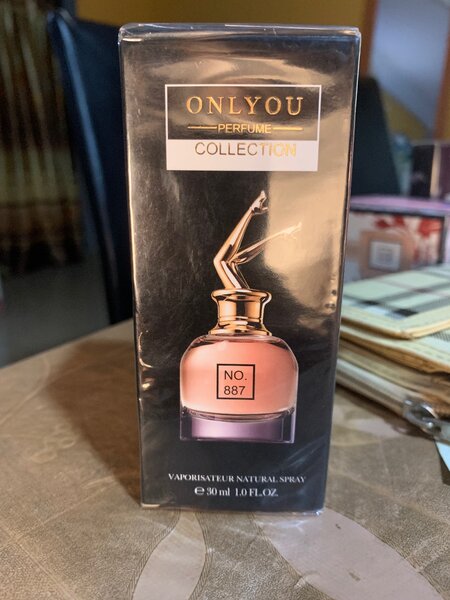 ONLYOU
PERFUME
COLLECTION
NO.
887
VAPORISATEUR NATURAL SPRAY
℮ 30 ml 1.0 FL.OZ.